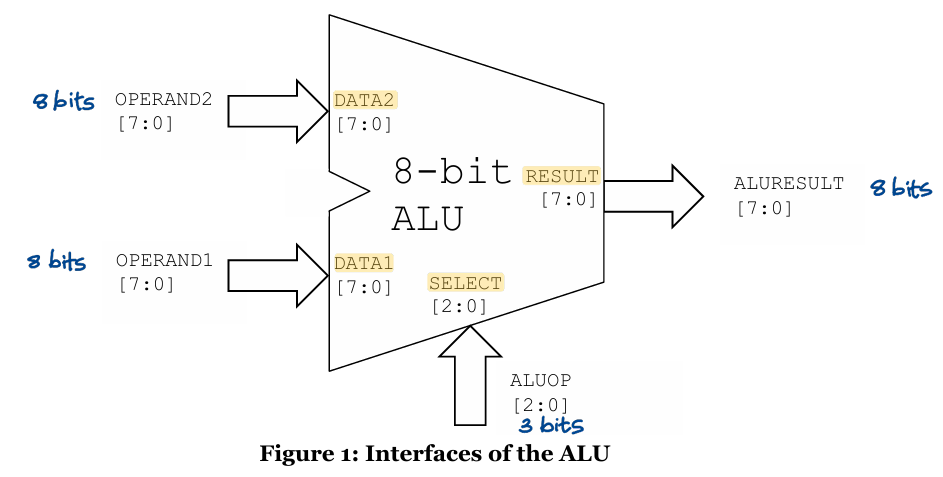 8 bits
OPERAND2
[7:0]
DATA2
[7:0]
8-bit
ALU
RESULT
[7:0]
ALURESULT
[7:0]
8 bits
8 bits
OPERAND1
[7:0]
DATA1
[7:0]
SELECT
[2:0]
ALUOP
[2:0]
3 bits
Figure 1: Interfaces of the ALU